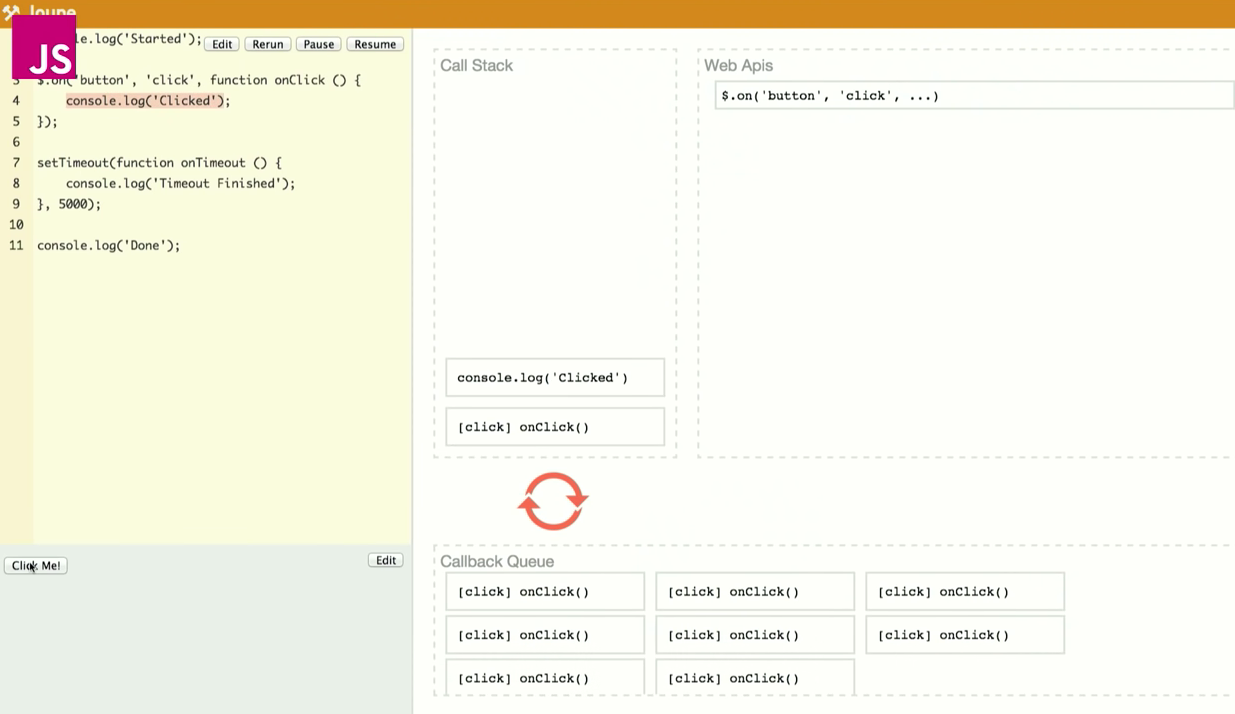 Loupe
JS
le.log('Started');
Edit
Rerun
Pause
Resume
3 $.on('button', 'click', function onClick () {
4 console.log('Clicked');
5 });
6
7 setTimeout(function onTimeout () {
8 console.log('Timeout Finished');
9 }, 5000);
10
11 console.log('Done');
Click Me!
Edit
Call Stack
console.log('Clicked')
[click] onClick()
Web Apis
$.on('button', 'click', ...)
Callback Queue
[click] onClick() [click] onClick() [click] onClick()
[click] onClick() [click] onClick() [click] onClick()
[click] onClick() [click] onClick()